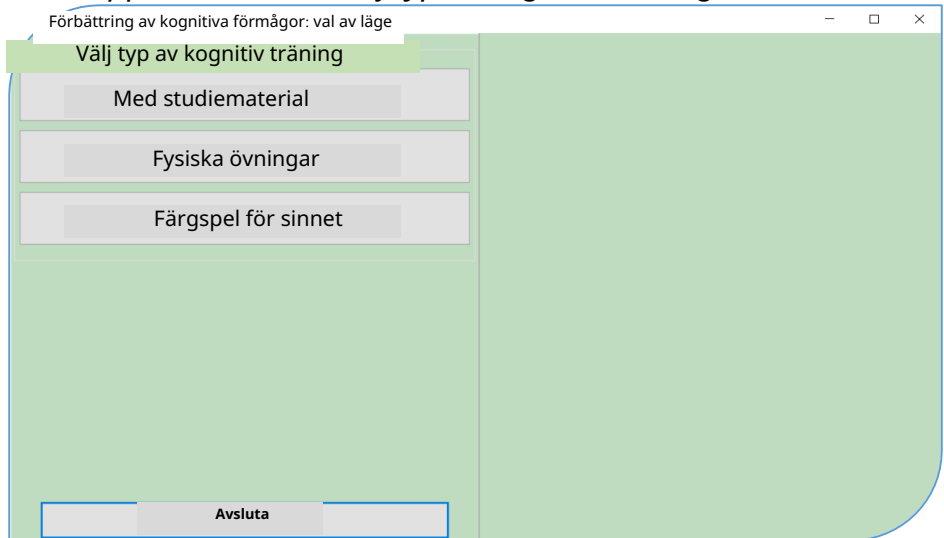 Förbättring av kognitiva förmågor: val av läge
Välj typ av kognitiv träning
Med studiematerial
Fysiska övningar
Färgspel för sinnet
Avsluta